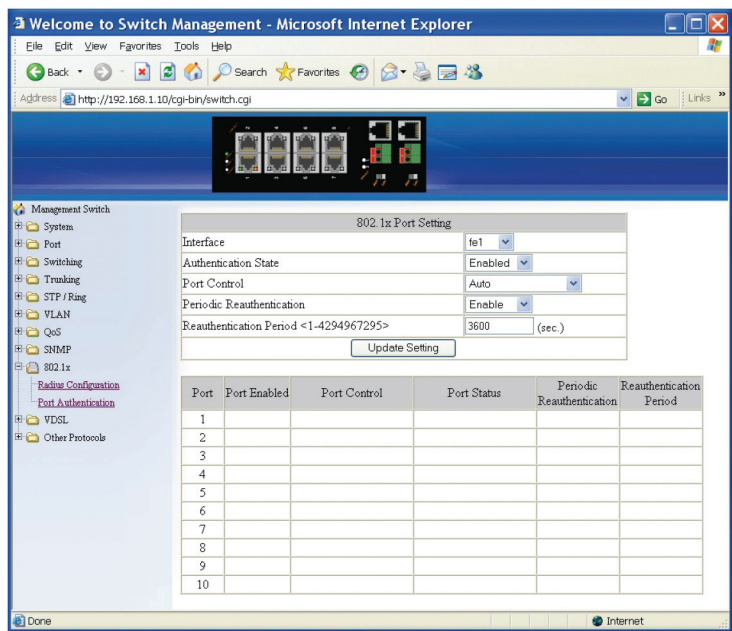 Welcome to Switch Management - Microsoft Internet Explorer
File Edit View Favorites Tools Help
Back Search Favorites
Address http://192.168.1.10/cgi-bin/switch.cgi Go Links »
Management Switch
System
Port
Switching
Trunking
STP / Ring
VLAN
QoS
SNMP
802.1x
Radius Configuration
Port Authentication
VDSL
Other Protocols
802.1x Port Setting
Interface fe1
Authentication State Enabled
Port Control Auto
Periodic Reauthentication Enable
Reauthentication Period <1-4294967295> 3600 (sec.)
Update Setting
Port Port Enabled Port Control Port Status Periodic Reauthentication Reauthentication Period
1
2
3
4
5
6
7
8
9
10
Done Internet